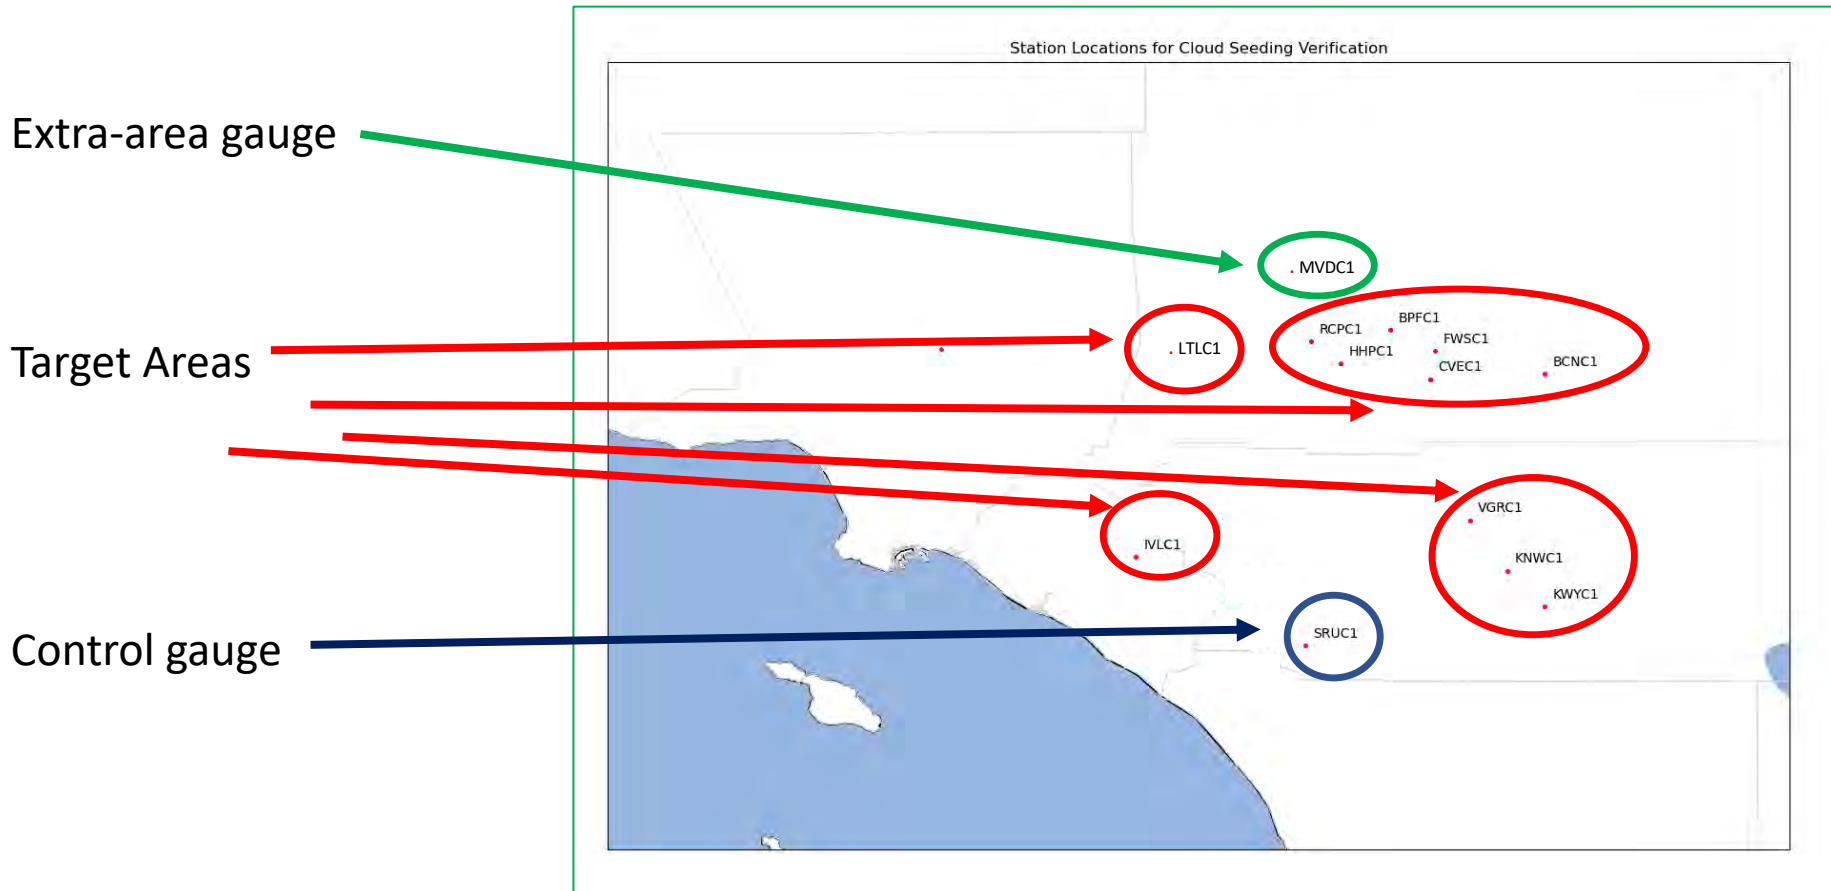 Station Locations for Cloud Seeding Verification
Extra-area gauge
MVDC1
RCPC1
BPFC1
FWSC1
HHPC1
CVEC1
BCNC1
LTLC1
Target Areas
VGRC1
IVLC1
KNWC1
KWYC1
SRUC1
Control gauge